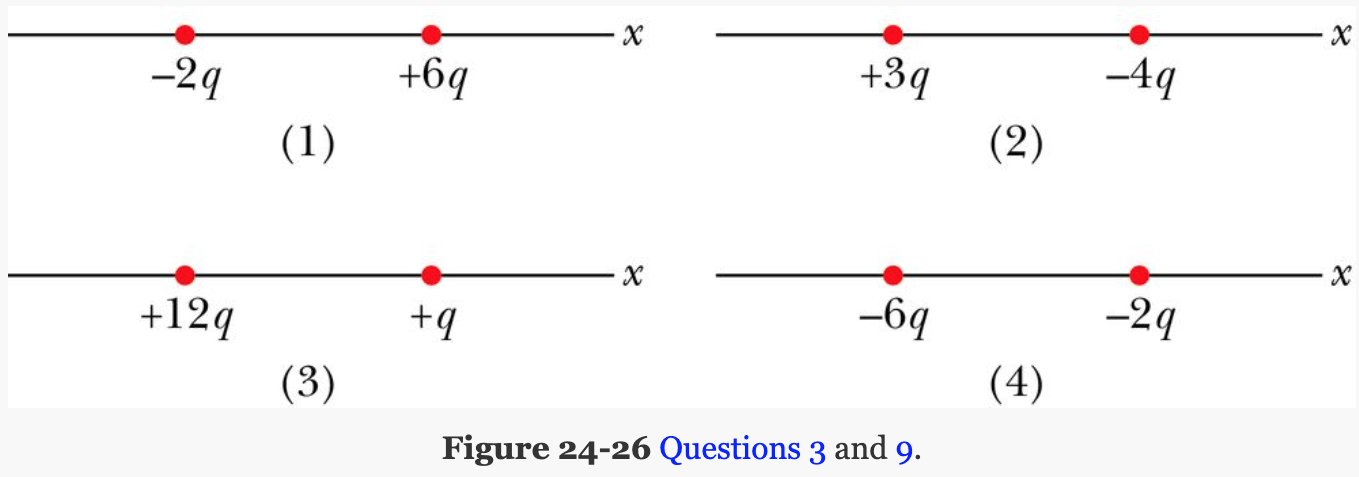 x x
−2q +6q +3q −4q
(1) (2)
x x
+12q +q −6q −2q
(3) (4)
Figure 24-26 Questions 3 and 9.